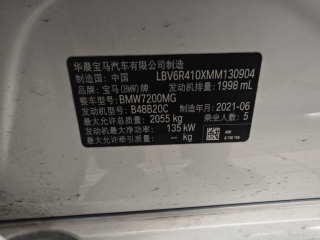 华晨宝马汽车有限公司制造
制造国: 中国 LBV6R410XMM130904
品牌: 宝马(BMW)牌 发动机排量: 1998 mL
整车型号: BMW7200MG
发动机型号: B48B20C 制造年月: 2021-06
最大允许总质量: 2055 kg 乘坐人数: 5
发动机最大净功率: 135 kW
最大允许牵引质量: -- kg